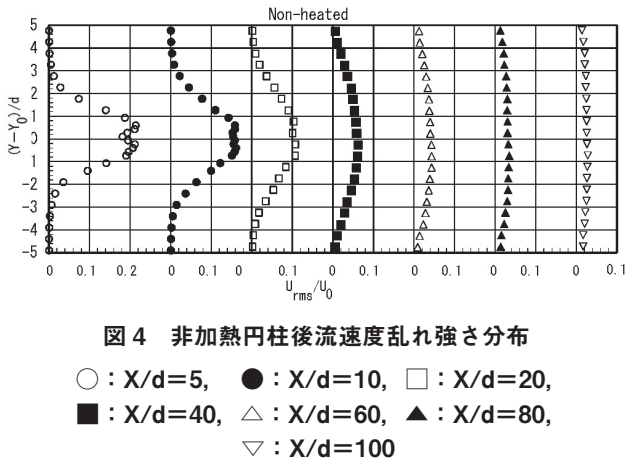 Non-heated
5
4
3
2
1
0
-1
-2
-3
-4
-5
(Y-Y0)/d
0 0.1 0.2 0 0.1 0 0.1 0 0.1 0 0.1 0 0.1 0 0.1
Urms/U0
図4 非加熱円柱後流速度乱れ強さ分布
○：X/d＝5, ●：X/d＝10, □：X/d＝20,
■：X/d＝40, △：X/d＝60, ▲：X/d＝80,
▽：X/d＝100